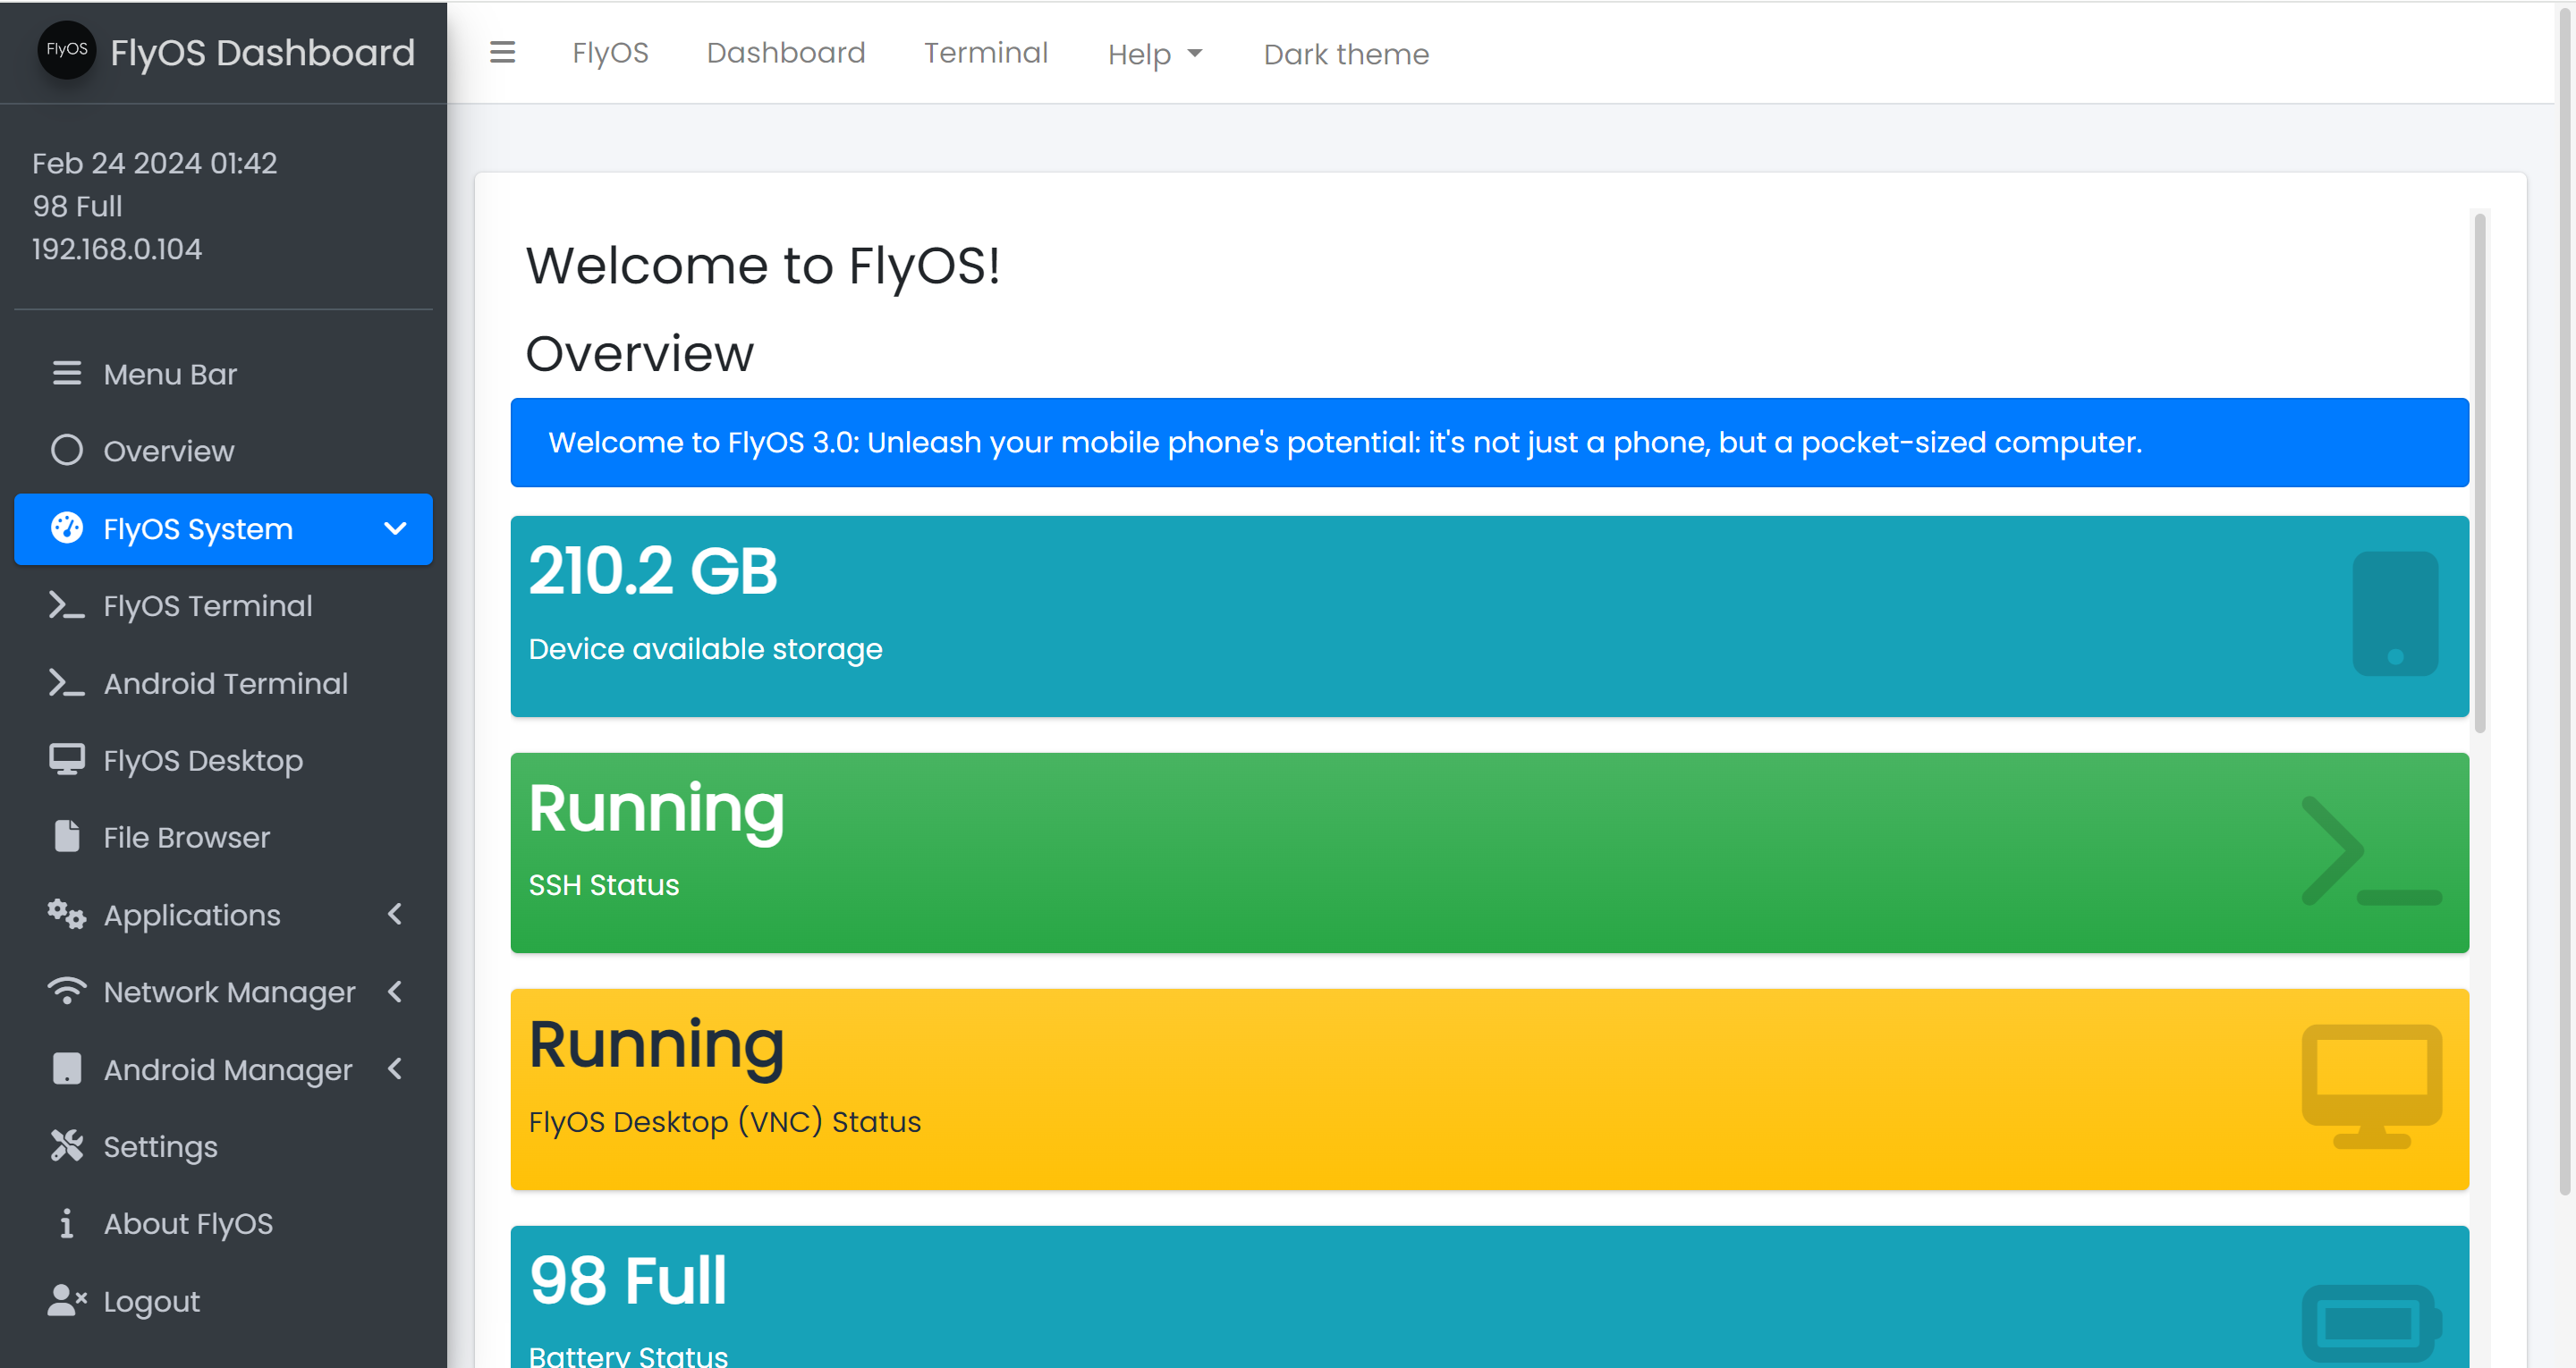 FlyOS FlyOS Dashboard
Feb 24 2024 01:42
98 Full
192.168.0.104
Menu Bar
Overview
FlyOS System
FlyOS Terminal
Android Terminal
FlyOS Desktop
File Browser
Applications
Network Manager
Android Manager
Settings
About FlyOS
Logout
FlyOS Dashboard Terminal Help Dark theme
Welcome to FlyOS!
Overview
Welcome to FlyOS 3.0: Unleash your mobile phone's potential: it's not just a phone, but a pocket-sized computer.
210.2 GB
Device available storage
Running
SSH Status
Running
FlyOS Desktop (VNC) Status
98 Full
Battery Status